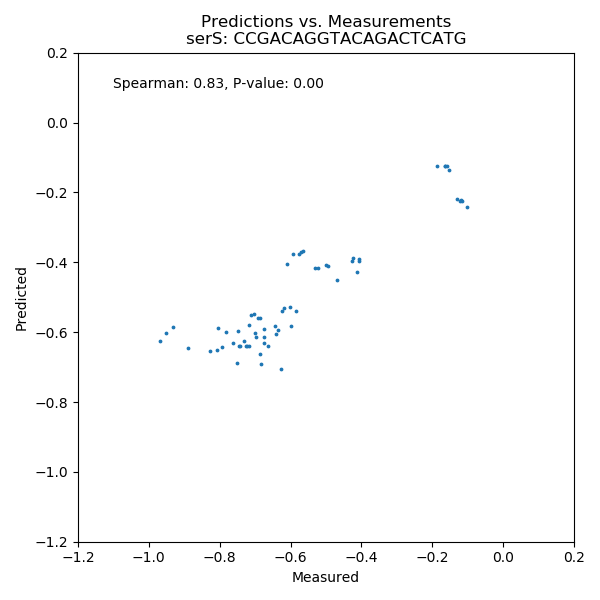 Predictions vs. Measurements
serS: CCGACAGGTACAGACTCATG
Spearman: 0.83, P-value: 0.00
0.2
0.0
−0.2
−0.4
−0.6
−0.8
−1.0
−1.2
Predicted
−1.2 −1.0 −0.8 −0.6 −0.4 −0.2 0.0 0.2
Measured